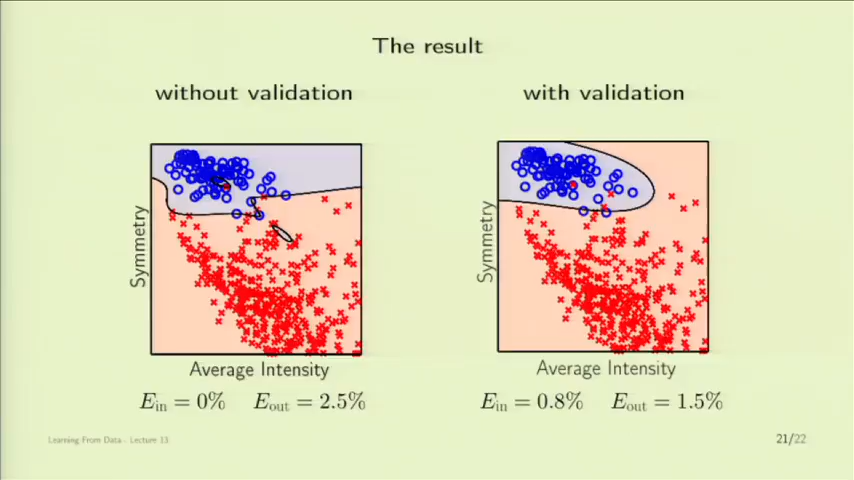 The result
without validation
with validation
Symmetry
Average Intensity
Symmetry
Average Intensity
E_in = 0% E_out = 2.5%
E_in = 0.8% E_out = 1.5%
Learning From Data - Lecture 13
21/22